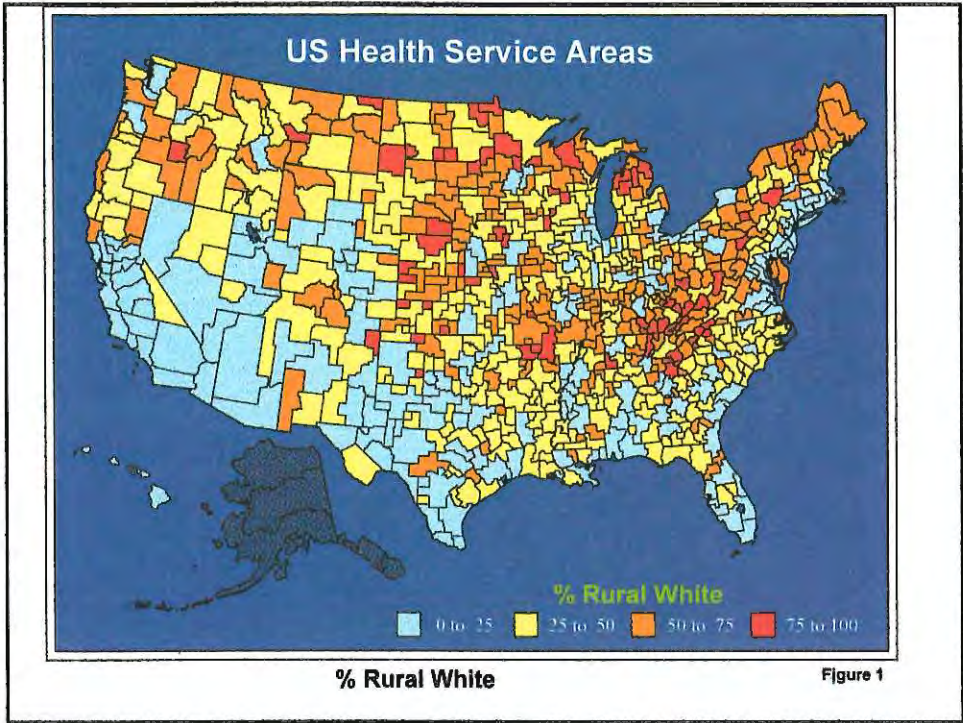 US Health Service Areas
% Rural White
0 to 25 25 to 50 50 to 75 75 to 100
% Rural White
Figure 1